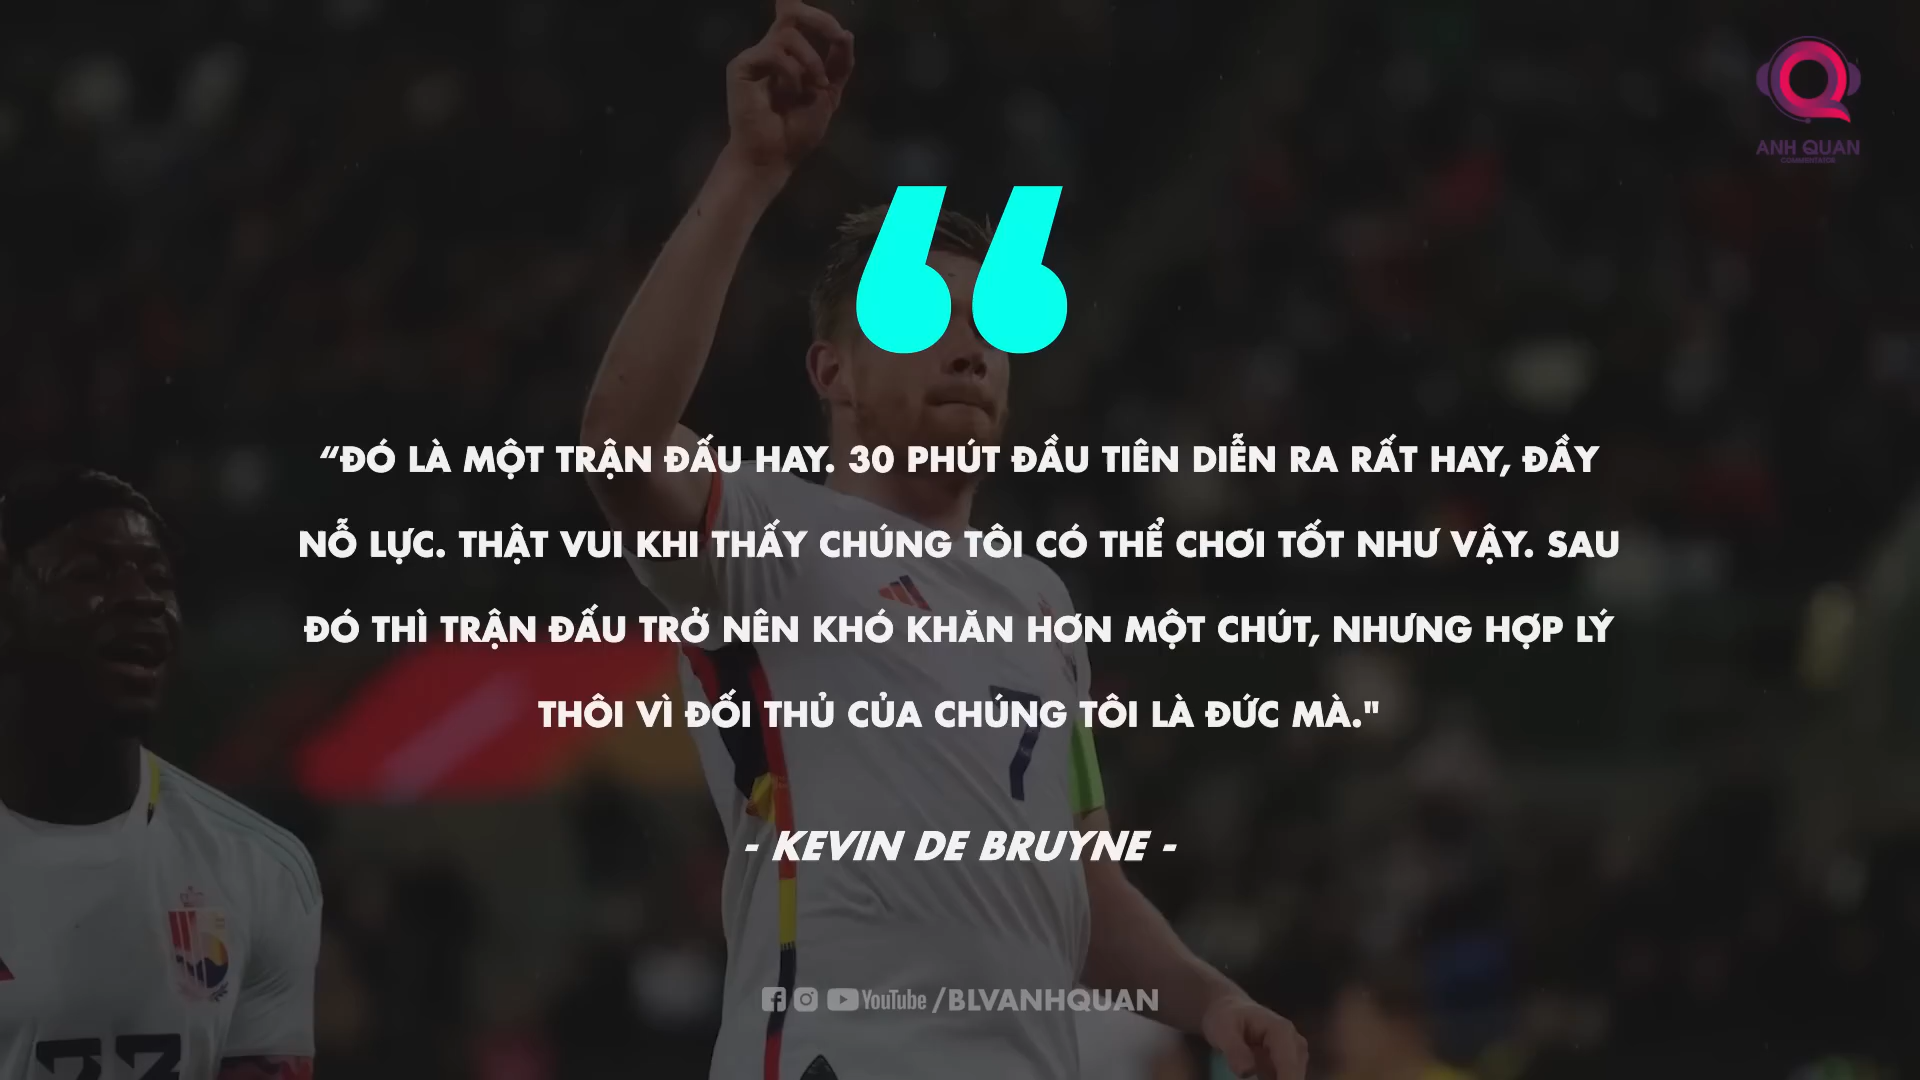 ANH QUAN
COMMENTATOR
“ĐÓ LÀ MỘT TRẬN ĐẤU HAY. 30 PHÚT ĐẦU TIÊN DIỄN RA RẤT HAY, ĐẦY
NỖ LỰC. THẬT VUI KHI THẤY CHÚNG TÔI CÓ THỂ CHƠI TỐT NHƯ VẬY. SAU
ĐÓ THÌ TRẬN ĐẤU TRỞ NÊN KHÓ KHĂN HƠN MỘT CHÚT, NHƯNG HỢP LÝ
THÔI VÌ ĐỐI THỦ CỦA CHÚNG TÔI LÀ ĐỨC MÀ."
7
- KEVIN DE BRUYNE -
YouTube /BLVANHQUAN
23